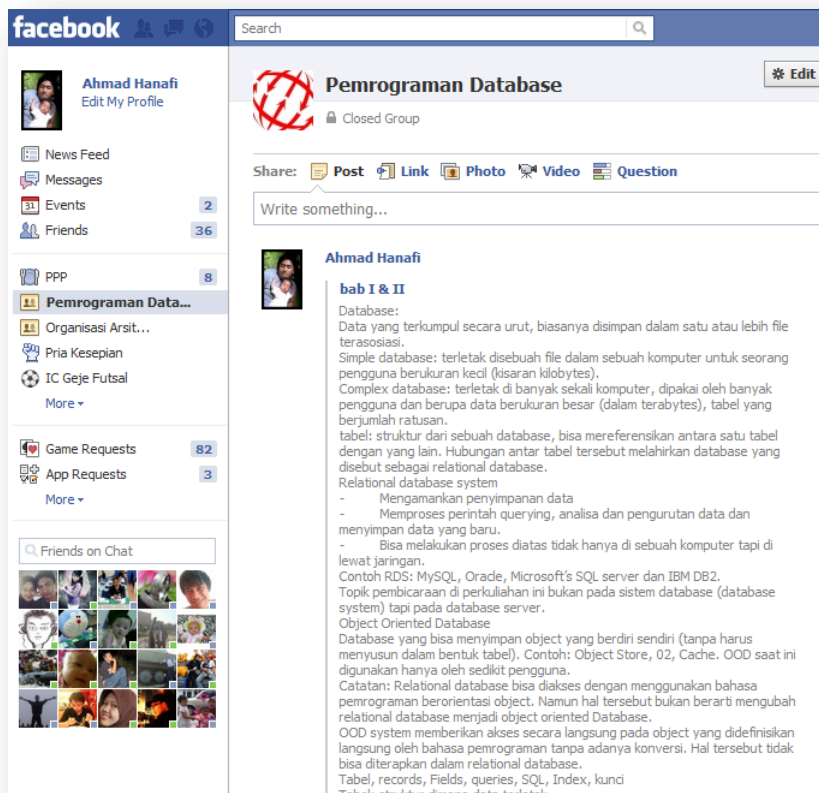 facebook
Search
Ahmad Hanafi
Edit My Profile
News Feed
Messages
31 Events 2
Friends 36
PPP 8
Pemrograman Data...
Organisasi Arsit...
Pria Kesepian
IC Geje Futsal
More
Game Requests 82
App Requests 3
More
Friends on Chat
Pemrograman Database
Edit
Closed Group
Share: Post Link Photo Video Question
Write something...
Ahmad Hanafi
bab I & II
Database:
Data yang terkumpul secara urut, biasanya disimpan dalam satu atau lebih file
terasosiasi.
Simple database: terletak disebuah file dalam sebuah komputer untuk seorang
pengguna berukuran kecil (kisaran kilobytes).
Complex database: terletak di banyak sekali komputer, dipakai oleh banyak
pengguna dan berupa data berukuran besar (dalam terabytes), tabel yang
berjumlah ratusan.
tabel: struktur dari sebuah database, bisa mereferensikan antara satu tabel
dengan yang lain. Hubungan antar tabel tersebut melahirkan database yang
disebut sebagai relational database.
Relational database system
- Mengamankan penyimpanan data
- Memproses perintah querying, analisa dan pengurutan data dan
menyimpan data yang baru.
- Bisa melakukan proses diatas tidak hanya di sebuah komputer tapi di
lewat jaringan.
Contoh RDS: MySQL, Oracle, Microsoft's SQL server dan IBM DB2.
Topik pembicaraan di perkuliahan ini bukan pada sistem database (database
system) tapi pada database server.
Object Oriented Database
Database yang bisa menyimpan object yang berdiri sendiri (tanpa harus
menyusun dalam bentuk tabel). Contoh: Object Store, 02, Cache. OOD saat ini
digunakan hanya oleh sedikit pengguna.
Catatan: Relational database bisa diakses dengan menggunakan bahasa
pemrograman berorientasi object. Namun hal tersebut bukan berarti mengubah
relational database menjadi object oriented Database.
OOD system memberikan akses secara langsung pada object yang didefinisikan
langsung oleh bahasa pemrograman tanpa adanya konversi. Hal tersebut tidak
bisa diterapkan dalam relational database.
Tabel, records, Fields, queries, SQL, Index, kunci